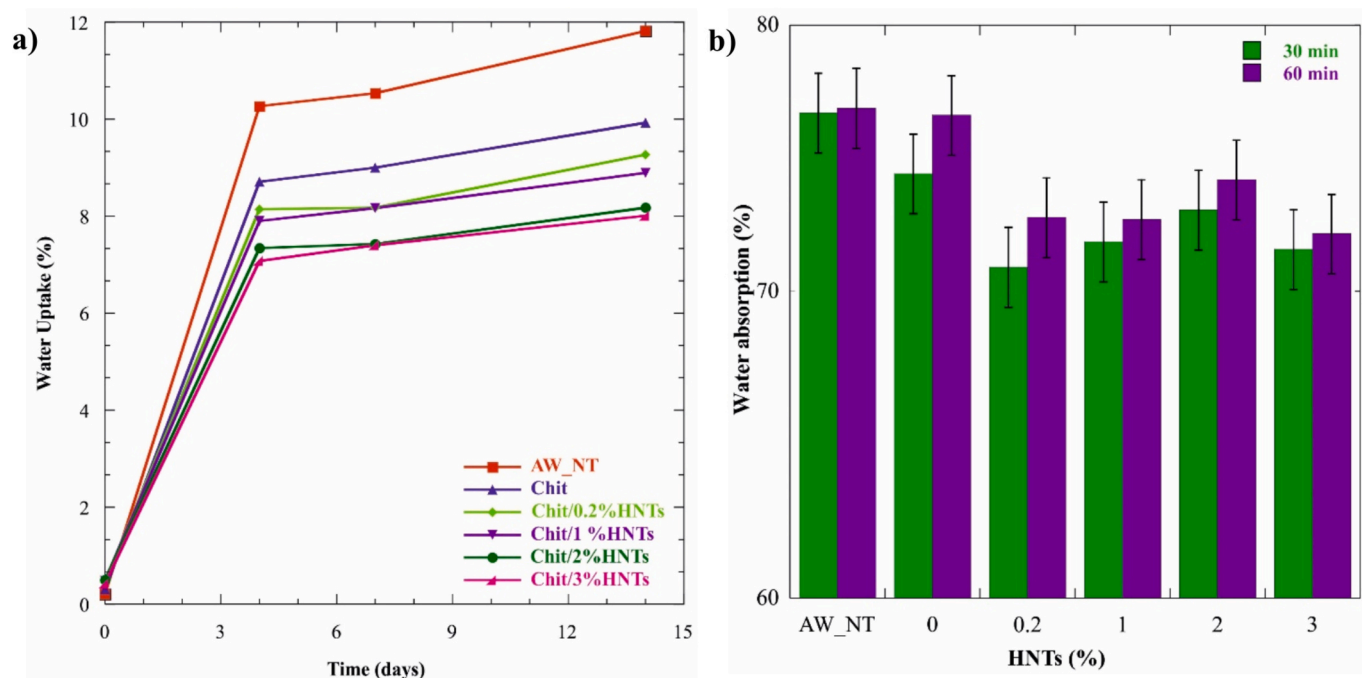 a)
12
10
8
6
4
2
0
Water Uptake (%)
AW_NT
Chit
Chit/0.2%HNTs
Chit/1 %HNTs
Chit/2%HNTs
Chit/3%HNTs
0 3 6 9 12 15
Time (days)
b)
80
70
60
Water absorption (%)
30 min
60 min
AW_NT 0 0.2 1 2 3
HNTs (%)